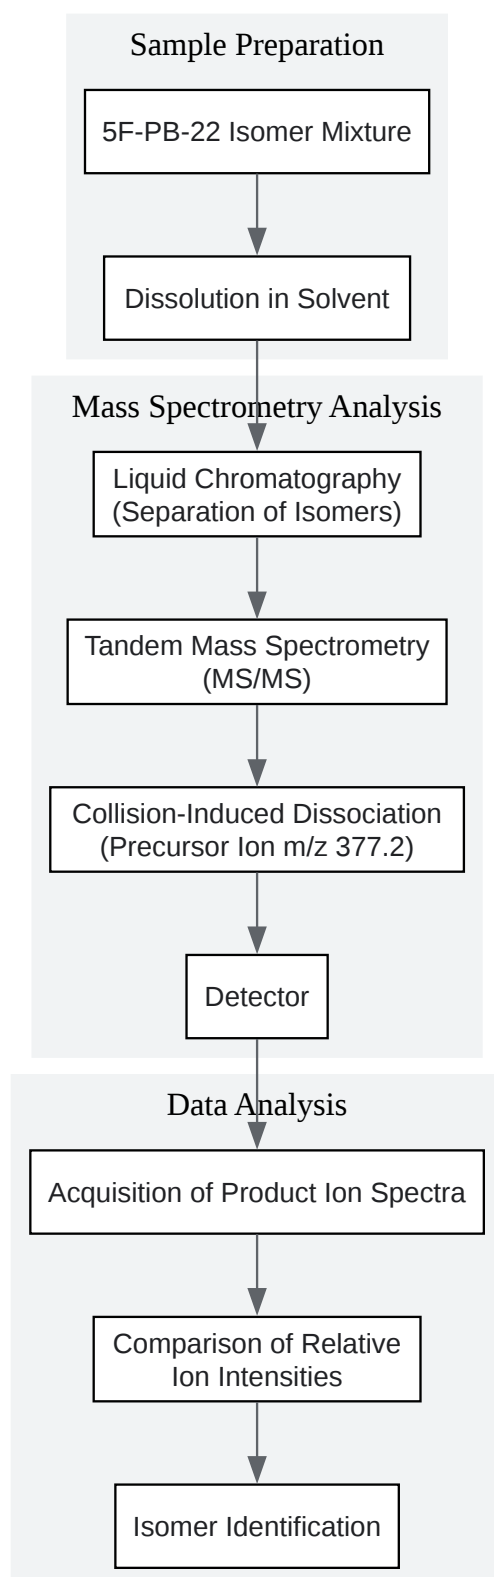 Sample Preparation
5F-PB-22 Isomer Mixture
Dissolution in Solvent
Mass Spectrometry Analysis
Liquid Chromatography
(Separation of Isomers)
Tandem Mass Spectrometry
(MS/MS)
Collision-Induced Dissociation
(Precursor Ion m/z 377.2)
Detector
Data Analysis
Acquisition of Product Ion Spectra
Comparison of Relative
Ion Intensities
Isomer Identification